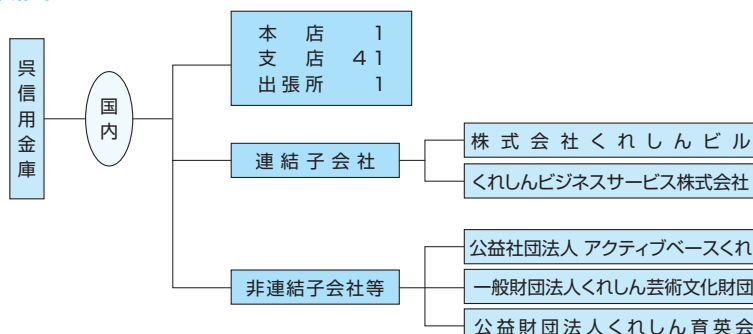 呉信用金庫
国内
本店 1
支店 41
出張所 1
連結子会社
株式会社くれしんビル
くれしんビジネスサービス株式会社
非連結子会社等
公益社団法人 アクティブベースくれ
一般財団法人くれしん芸術文化財団
公益財団法人くれしん育英会